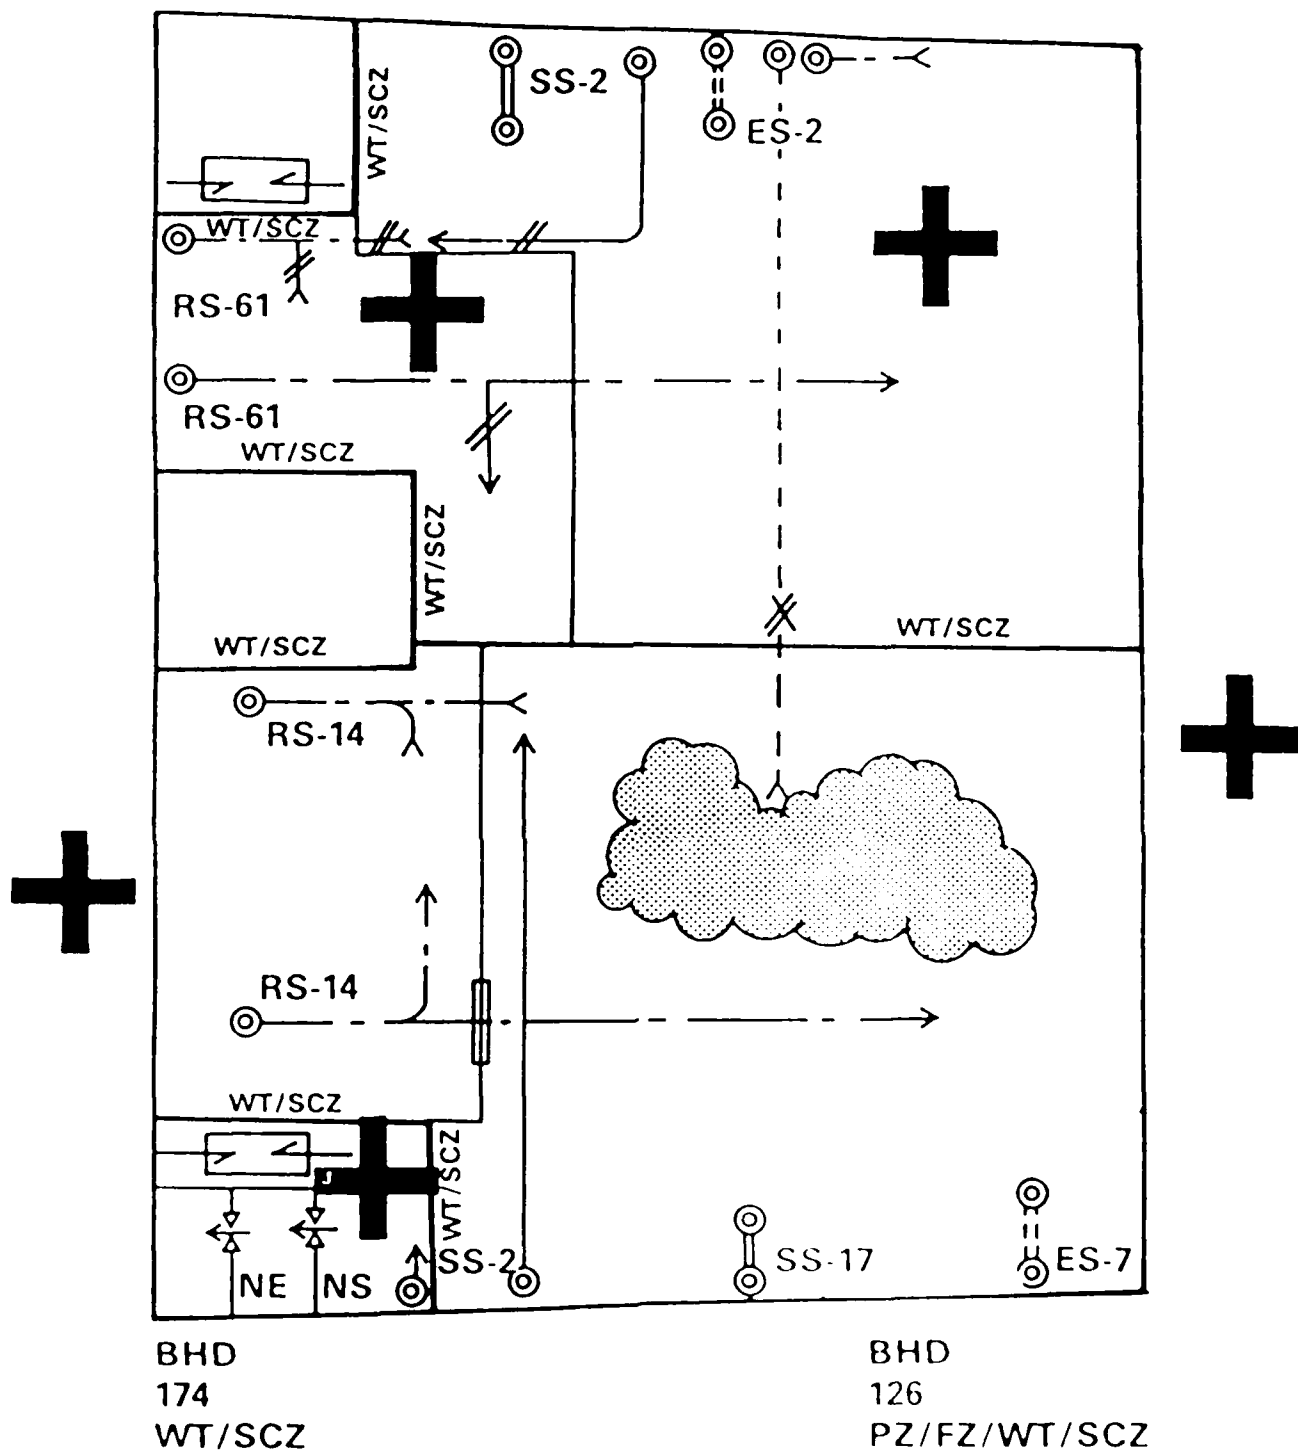 WT/SCZ
SS-2
ES-2
WT/SCZ
RS-61
RS-61
WT/SCZ
WT/SCZ
WT/SCZ
WT/SCZ
RS-14
RS-14
WT/SCZ
WT/SCZ
SS-2
SS-17
ES-7
NE
NS
BHD
174
WT/SCZ
BHD
126
PZ/FZ/WT/SCZ